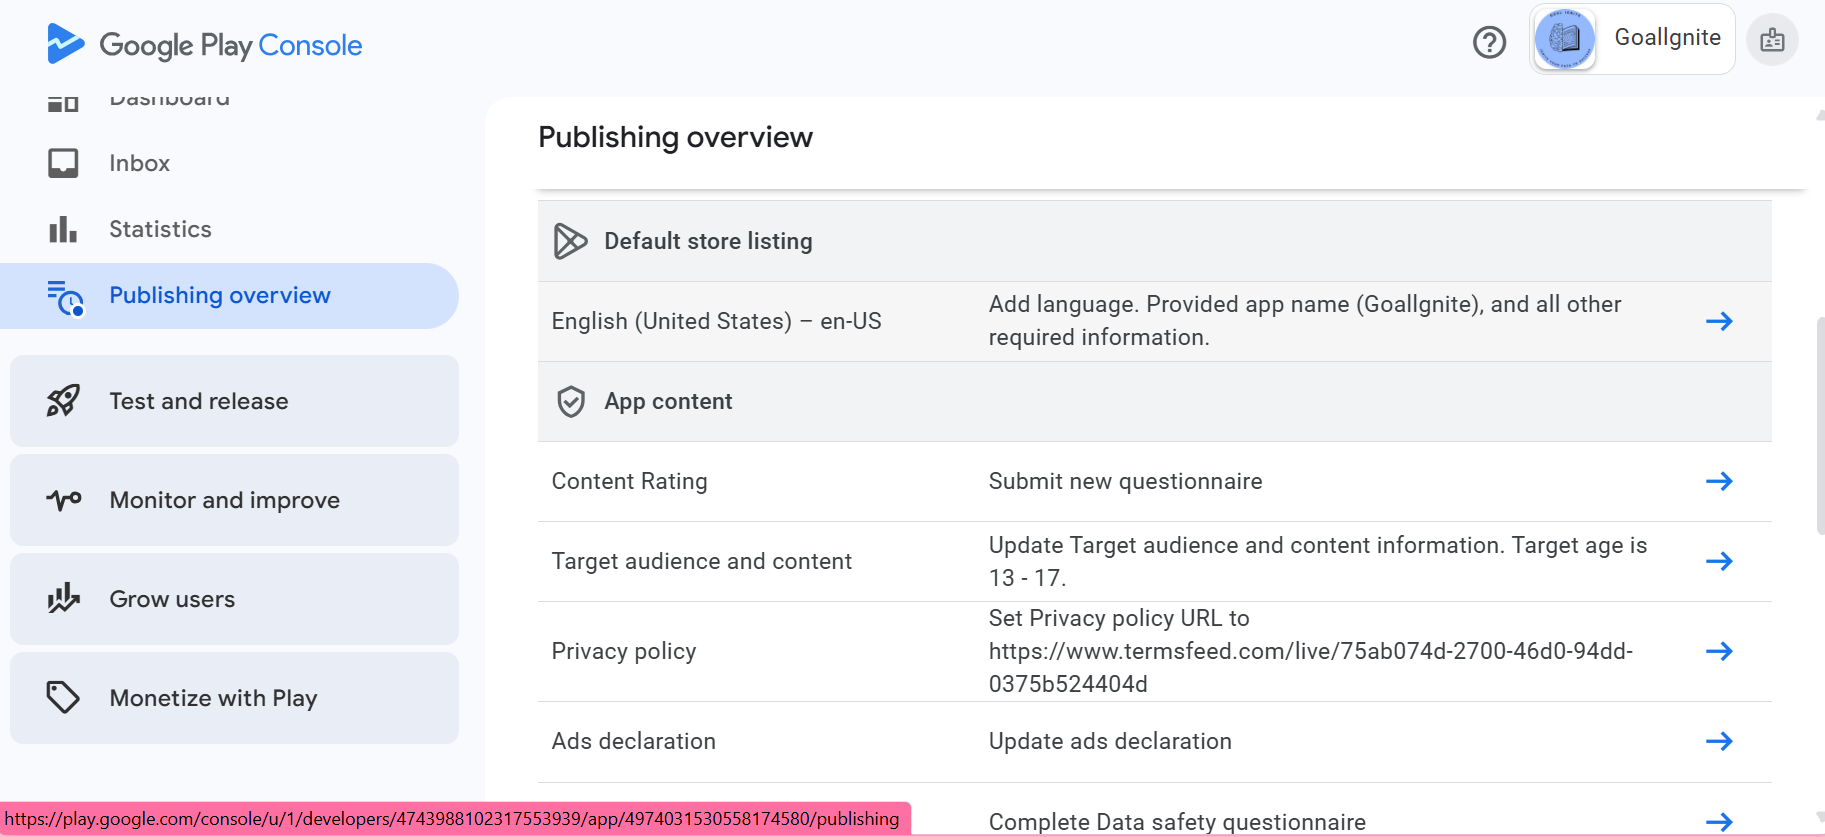 Google Play Console
GoalIgnite
Dashboard
Inbox
Statistics
Publishing overview
Test and release
Monitor and improve
Grow users
Monetize with Play
Publishing overview
Default store listing
English (United States) – en-US
Add language. Provided app name (GoalIgnite), and all other
required information.
App content
Content Rating
Submit new questionnaire
Target audience and content
Update Target audience and content information. Target age is
13 - 17.
Privacy policy
Set Privacy policy URL to
https://www.termsfeed.com/live/75ab074d-2700-46d0-94dd-
0375b524404d
Ads declaration
Update ads declaration
Complete Data safety questionnaire
https://play.google.com/console/u/1/developers/4743988102317553939/app/4974031530558174580/publishing